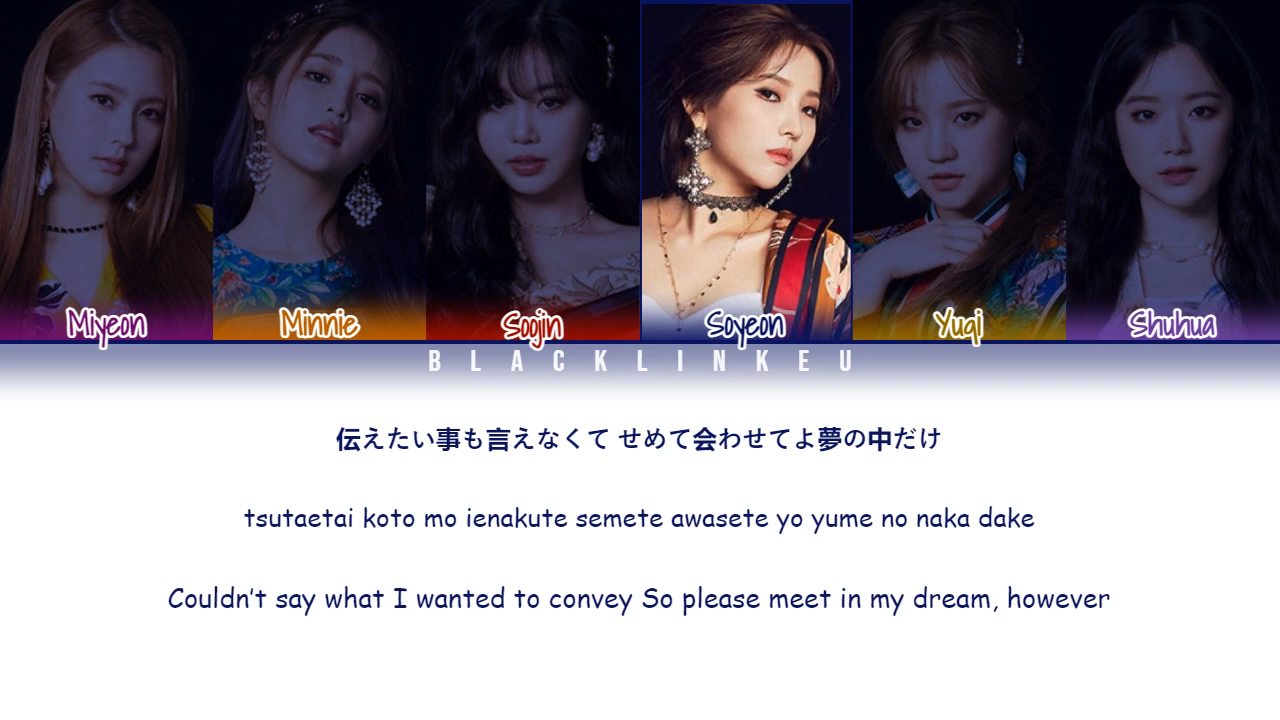 Miyeon Minnie Soojin Soyeon Yuqi Shuhua
BLACKLINKEU
伝えたい事も言えなくて せめて会わせてよ夢の中だけ
tsutaetai koto mo ienakute semete awasete yo yume no naka dake
Couldn't say what I wanted to convey So please meet in my dream, however